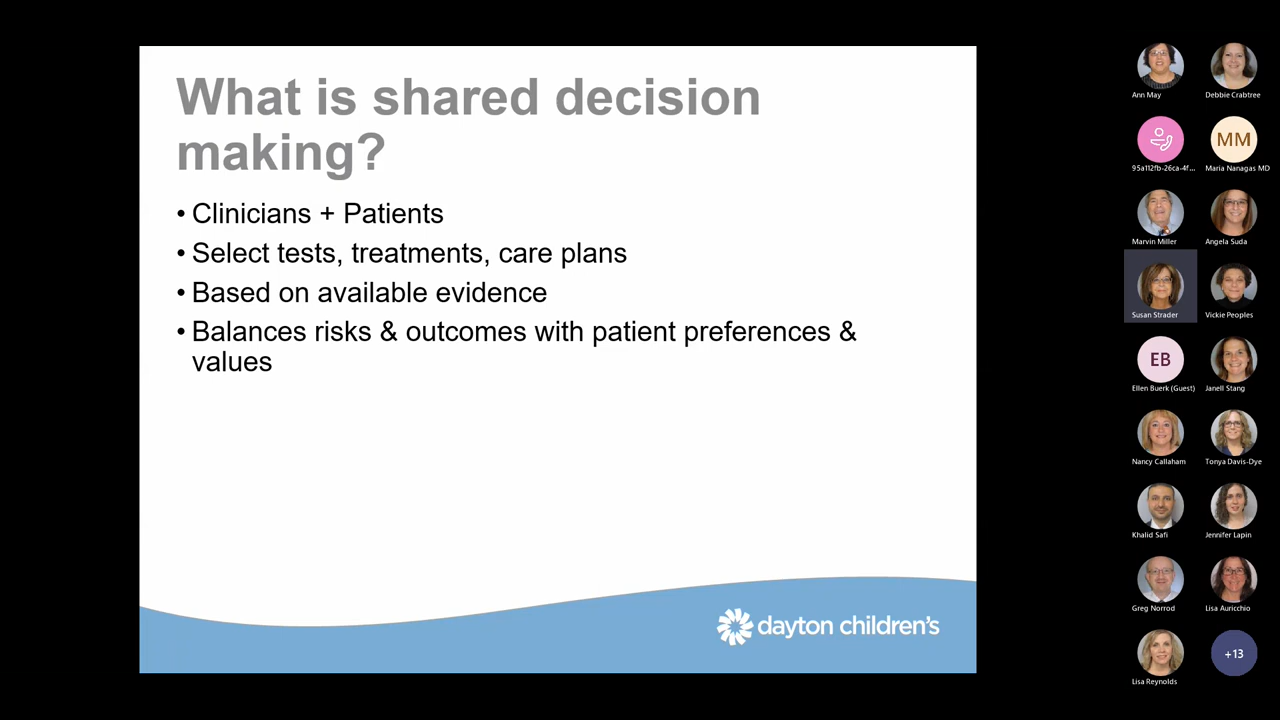 What is shared decision
making?
• Clinicians + Patients
• Select tests, treatments, care plans
• Based on available evidence
• Balances risks & outcomes with patient preferences &
values
dayton children's
Ann May
Debbie Crabtree
95a112fb-26ca-4f...
MM
Maria Nanagas MD
Marvin Miller
Angela Suda
Susan Strader
Vickie Peoples
EB
Ellen Buerk (Guest)
Janell Stang
Nancy Callaham
Tonya Davis-Dye
Khalid Safi
Jennifer Lapin
Greg Norrod
Lisa Auricchio
Lisa Reynolds
+13